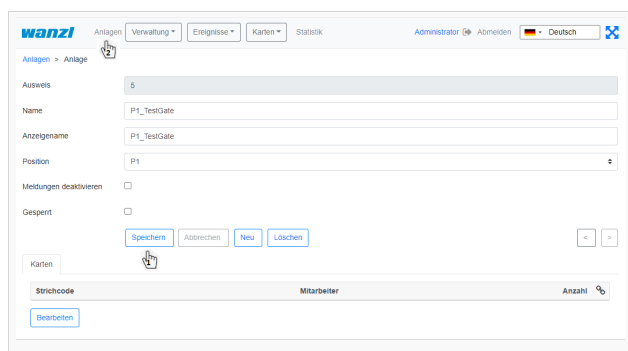 wanzl Anlagen Verwaltung Ereignisse Karten Statistik Administrator Abmelden Deutsch
2
Anlagen > Anlage
Ausweis 5
Name P1_TestGate
Anzeigename P1_TestGate
Position P1
Meldungen deaktivieren
Gesperrt
Speichern Abbrechen Neu Löschen < >
1
Karten
Strichcode Mitarbeiter Anzahl
Bearbeiten